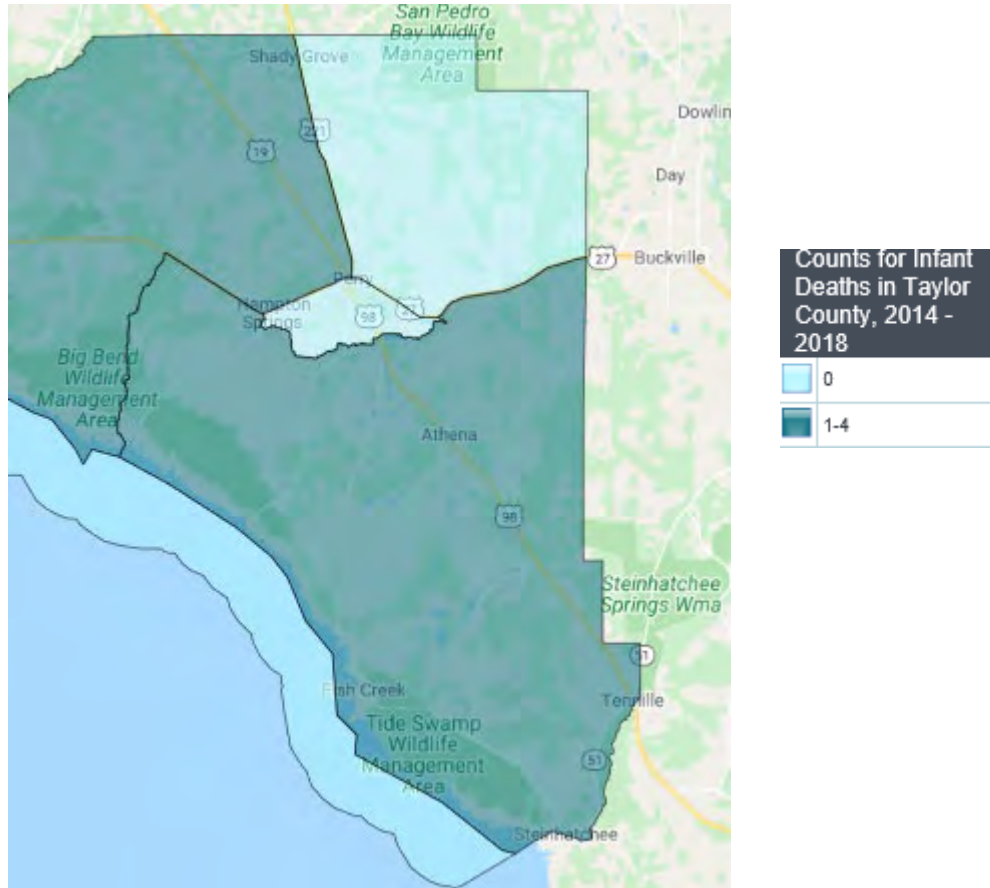 San Pedro
Bay Wildlife
Management
Area
Shady Grove
Dowlin
221
19
Day
27
Buckville
Perry
Hampton
Springs
98
27
Big Bend
Wildlife
Management
Area
Athena
98
Steinhatchee
Springs Wma
51
Fish Creek
Tennille
Tide Swamp
Wildlife
Management
Area
51
Steinhatchee
Counts for Infant
Deaths in Taylor
County, 2014 -
2018
0
1-4